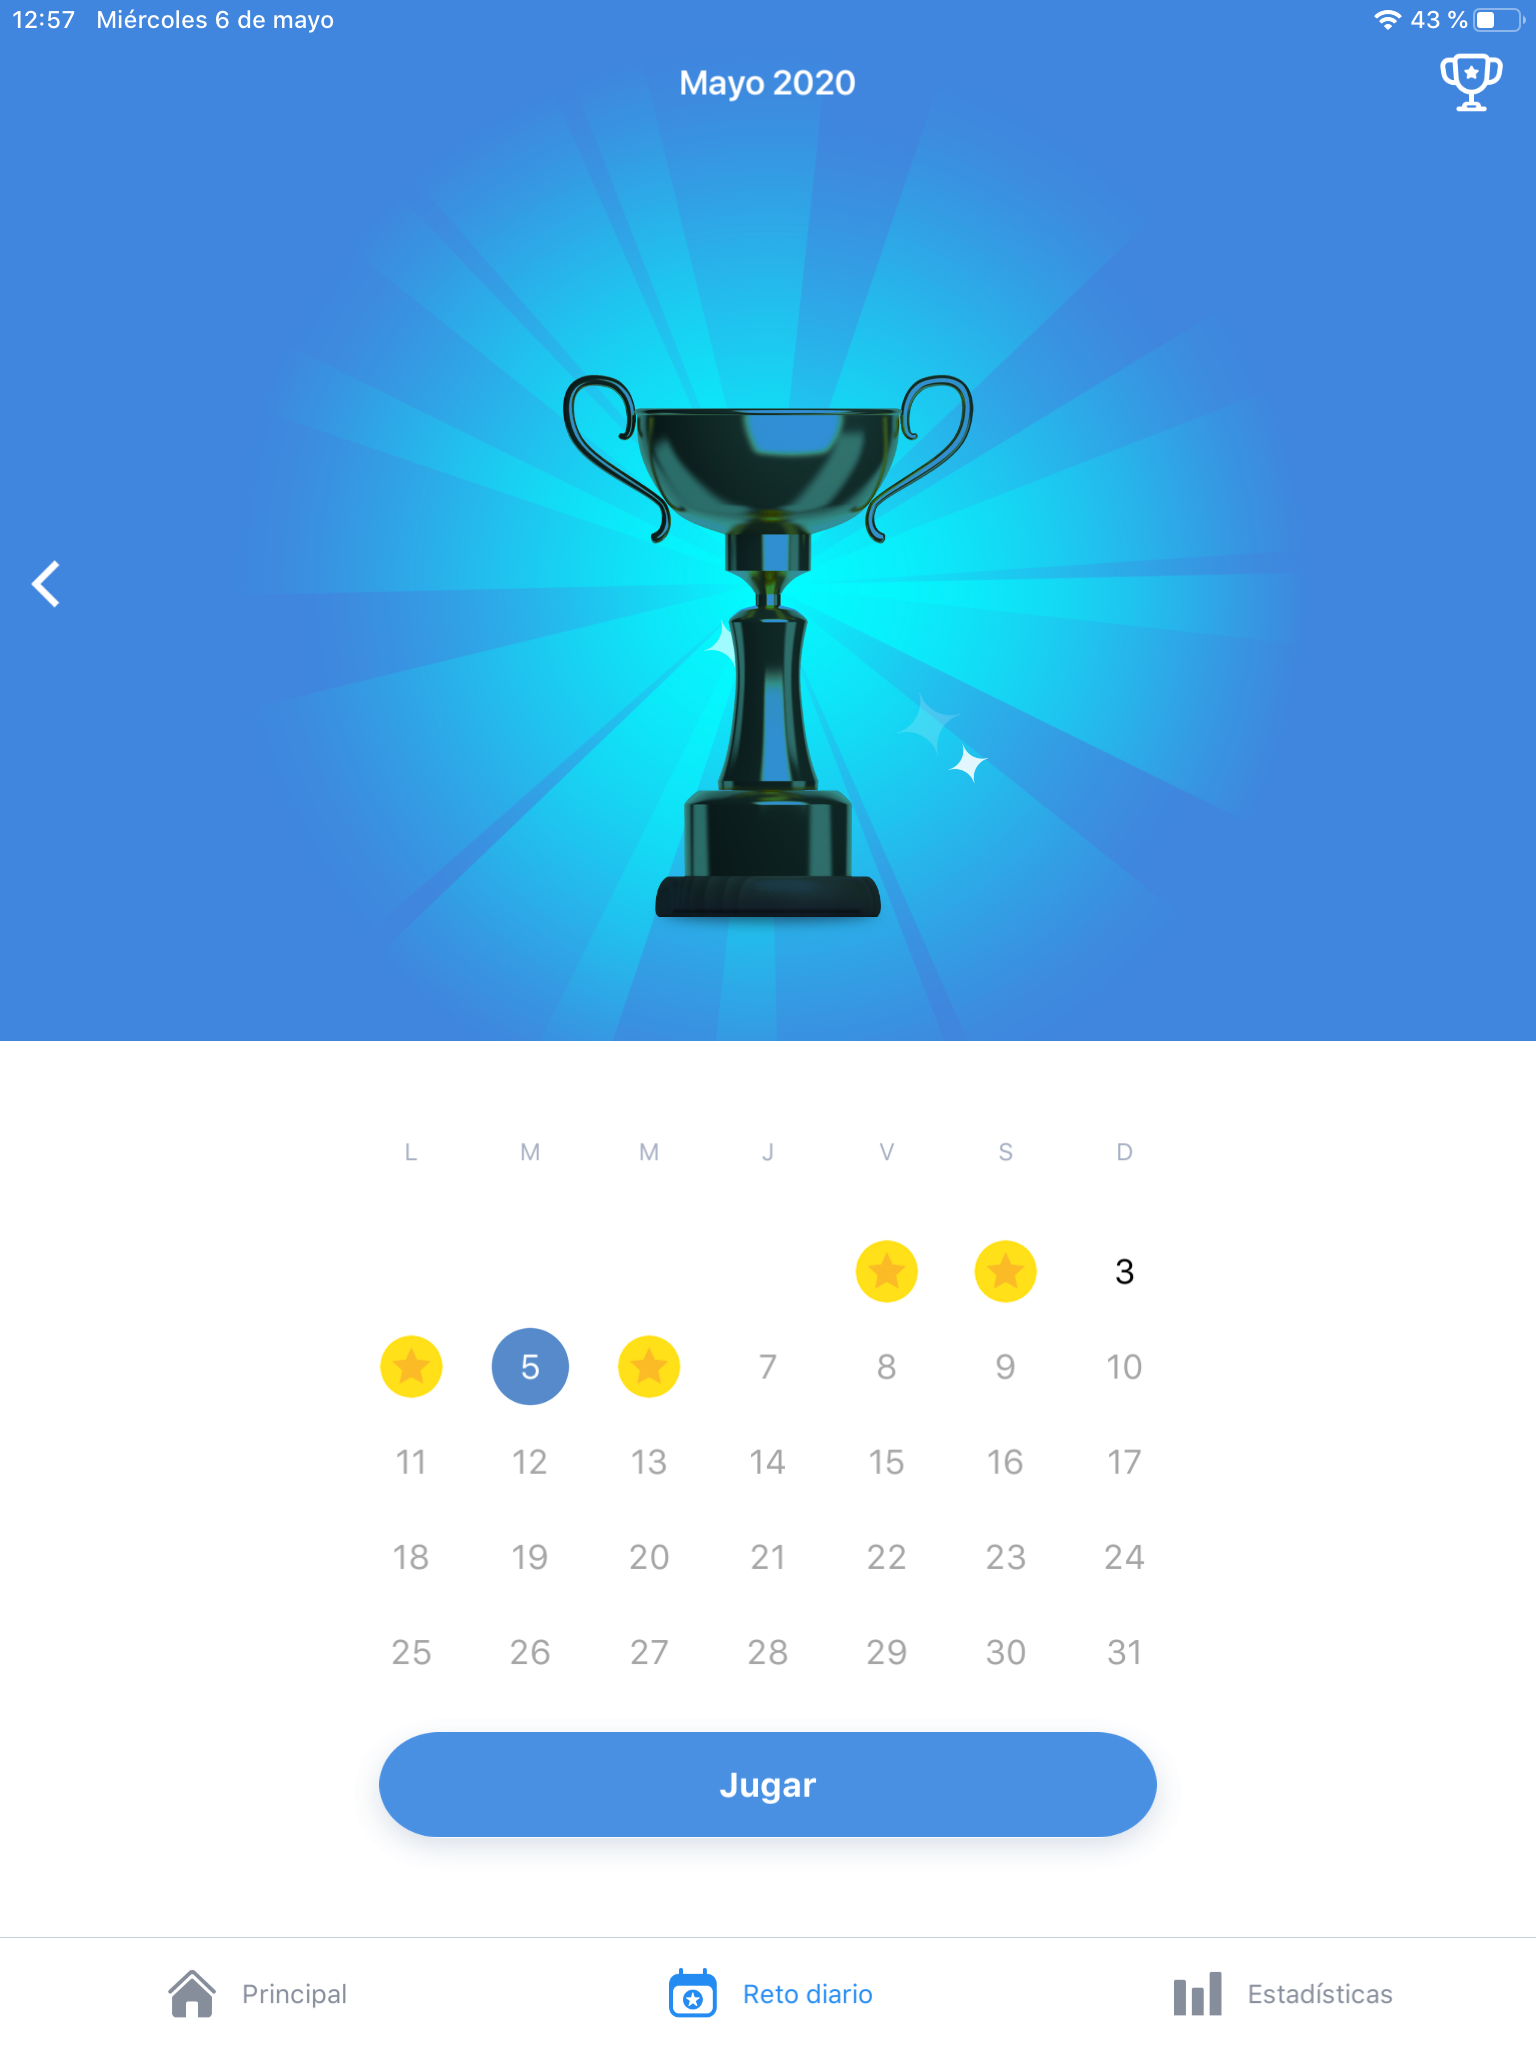 12:57 Miércoles 6 de mayo 43 %
Mayo 2020
L M M J V S D
3
5 7 8 9 10
11 12 13 14 15 16 17
18 19 20 21 22 23 24
25 26 27 28 29 30 31
Jugar
Principal Reto diario Estadísticas